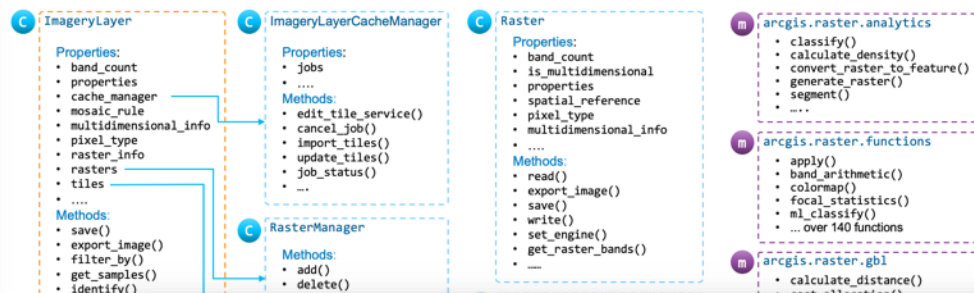 C
ImageryLayer
Properties:
• band_count
• properties
• cache_manager
• mosaic_rule
• multidimensional_info
• pixel_type
• raster_info
• rasters
• tiles
• ....
Methods:
• save()
• export_image()
• filter_by()
• get_samples()
• identify()
C
ImageryLayerCacheManager
Properties:
• jobs
• ....
Methods:
• edit_tile_service()
• cancel_job()
• import_tiles()
• update_tiles()
• job_status()
• ....
C
RasterManager
Methods:
• add()
• delete()
C
Raster
Properties:
• band_count
• is_multidimensional
• properties
• spatial_reference
• pixel_type
• multidimensional_info
• ....
Methods:
• read()
• export_image()
• save()
• write()
• set_engine()
• get_raster_bands()
• ......
m
arcgis.raster.analytics
• classify()
• calculate_density()
• convert_raster_to_feature()
• generate_raster()
• segment()
• .....
m
arcgis.raster.functions
• apply()
• band_arithmetic()
• colormap()
• focal_statistics()
• ml_classify()
• ... over 140 functions
m
arcgis.raster.gbl
• calculate_distance()